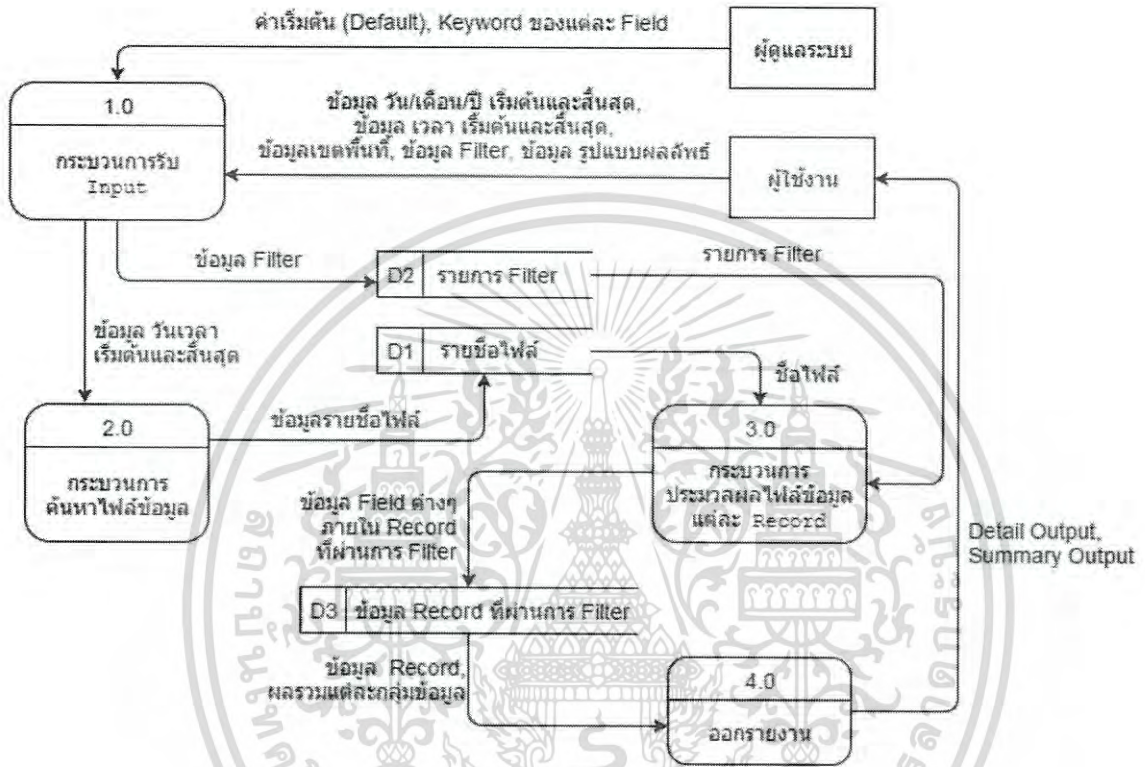 ค่าเริ่มต้น (Default), Keyword ของแต่ละ Field
ผู้ดูแลระบบ
1.0
กระบวนการรับ
Input
ข้อมูล วัน/เดือน/ปี เริ่มต้นและสิ้นสุด,
ข้อมูล เวลา เริ่มต้นและสิ้นสุด,
ข้อมูลเขตพื้นที่, ข้อมูล Filter, ข้อมูล รูปแบบผลลัพธ์
ผู้ใช้งาน
ข้อมูล Filter
D2 รายการ Filter
รายการ Filter
ข้อมูล วันเวลา
เริ่มต้นและสิ้นสุด
D1 รายชื่อไฟล์
ชื่อไฟล์
2.0
กระบวนการ
ค้นหาไฟล์ข้อมูล
ข้อมูลรายชื่อไฟล์
3.0
กระบวนการ
ประมวลผลไฟล์ข้อมูล
แต่ละ Record
ข้อมูล Field ต่างๆ
ภายใน Record
ที่ผ่านการ Filter
Detail Output,
Summary Output
D3 ข้อมูล Record ที่ผ่านการ Filter
ข้อมูล Record,
ผลรวมแต่ละกลุ่มข้อมูล
4.0
ออกรายงาน